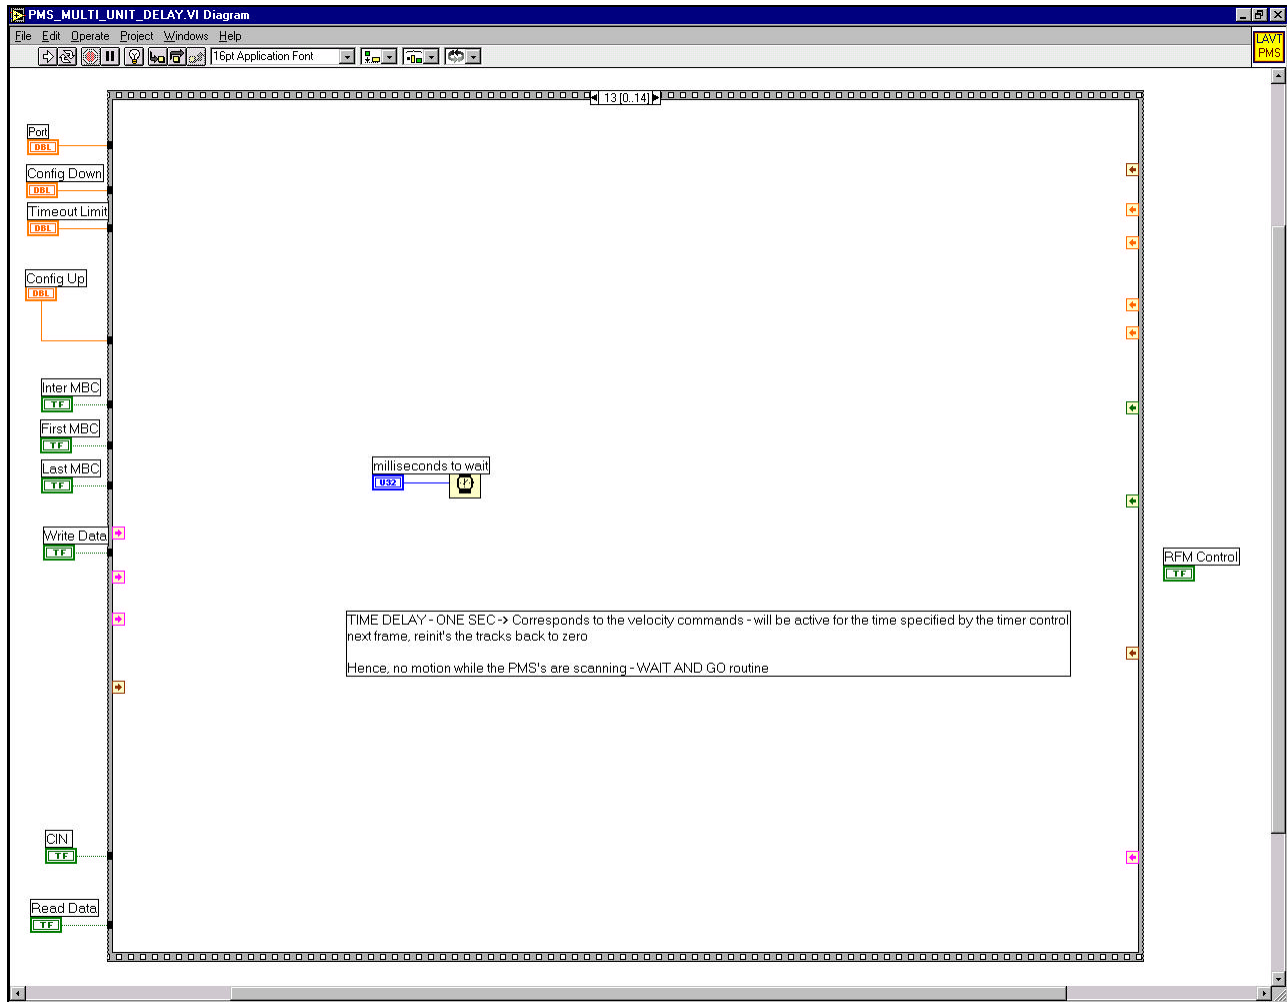 PMS_MULTI_UNIT_DELAY.VI Diagram
File Edit Operate Project Windows Help
16pt Application Font
LAVT
PMS
13 [0..14]
Port
DBL
Config Down
DBL
Timeout Limit
DBL
Config Up
DBL
Inter MBC
TF
First MBC
TF
Last MBC
TF
milliseconds to wait
U32
Write Data
TF
RFM Control
TF
TIME DELAY - ONE SEC -> Corresponds to the velocity commands - will be active for the time specified by the timer control
next frame, reinit's the tracks back to zero
Hence, no motion while the PMS's are scanning - WAIT AND GO routine
CIN
TF
Read Data
TF